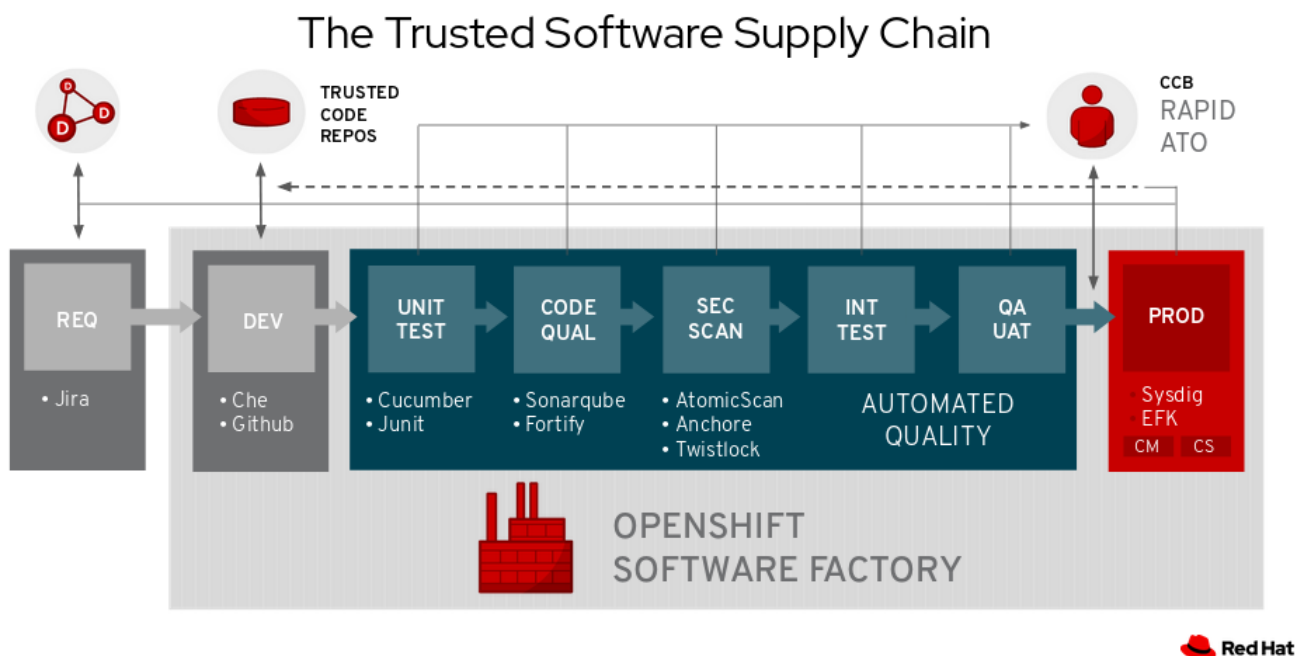 The Trusted Software Supply Chain
D
D
D
TRUSTED
CODE
REPOS
CCB
RAPID
ATO
REQ
DEV
UNIT
TEST
CODE
QUAL
SEC
SCAN
INT
TEST
QA
UAT
PROD
• Jira
• Che
• Github
• Cucumber
• Junit
• Sonarqube
• Fortify
• AtomicScan
• Anchore
• Twistlock
AUTOMATED
QUALITY
• Sysdig
• EFK
CM
CS
OPENSHIFT
SOFTWARE FACTORY
Red Hat